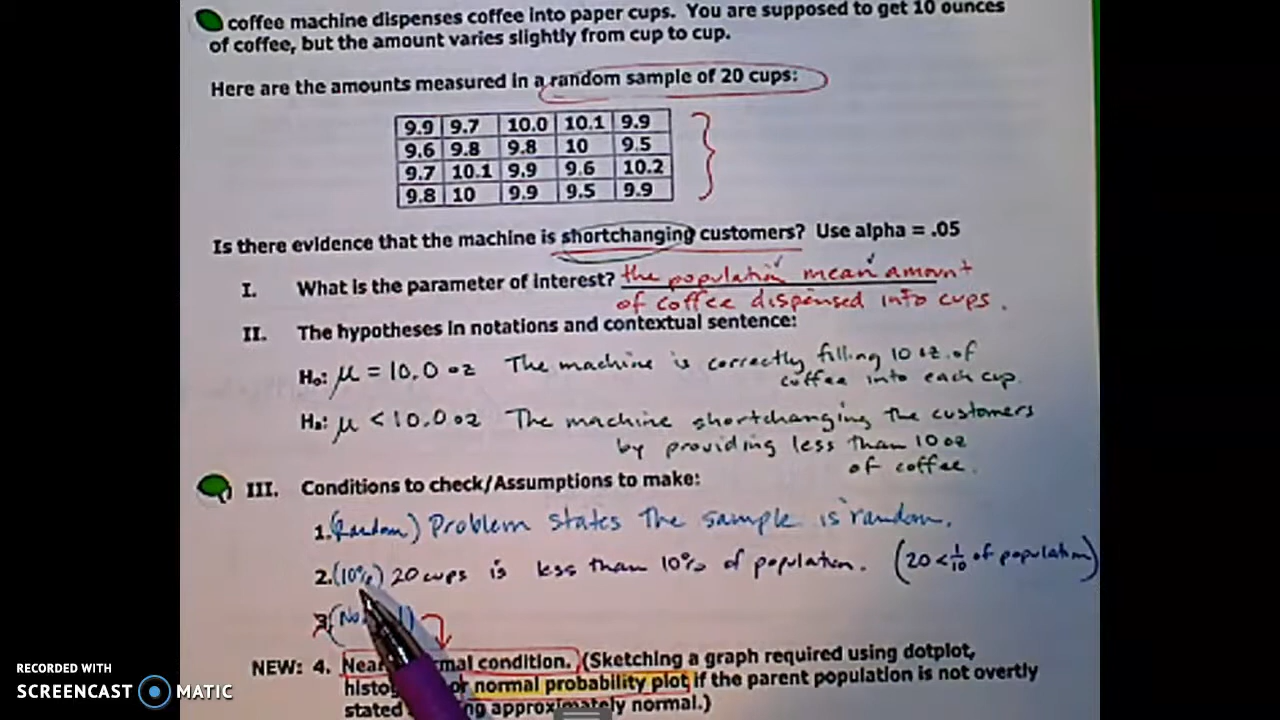 coffee machine dispenses coffee into paper cups. You are supposed to get 10 ounces
of coffee, but the amount varies slightly from cup to cup.
Here are the amounts measured in a random sample of 20 cups:
9.9 9.7 10.0 10.1 9.9
9.6 9.8 9.8 10 9.5
9.7 10.1 9.9 9.6 10.2
9.8 10 9.9 9.5 9.9
Is there evidence that the machine is shortchanging customers? Use alpha = .05
I. What is the parameter of interest? the population mean amount
of coffee dispensed into cups.
II. The hypotheses in notations and contextual sentence:
H₀: μ = 10.0 oz The machine is correctly filling 10 oz. of
coffee into each cup.
Hₐ: μ < 10.0 oz The machine shortchanging the customers
by providing less than 10 oz
of coffee.
III. Conditions to check/Assumptions to make:
1. (Random) Problem states the sample is random.
2. (10%) 20 cups is less than 10% of population. (20 < 1/10 of population)
3.
NEW: 4. condition. (Sketching a graph required using dotplot,
or normal probability plot if the parent population is not overtly
stated approximately normal.)
RECORDED WITH
SCREENCAST MATIC